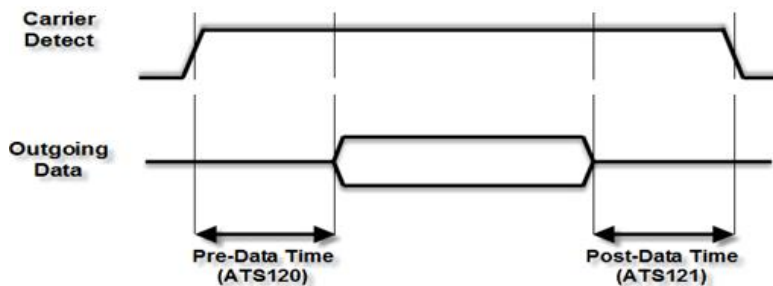 Carrier
Detect
Outgoing
Data
Pre-Data Time
(ATS120)
Post-Data Time
(ATS121)